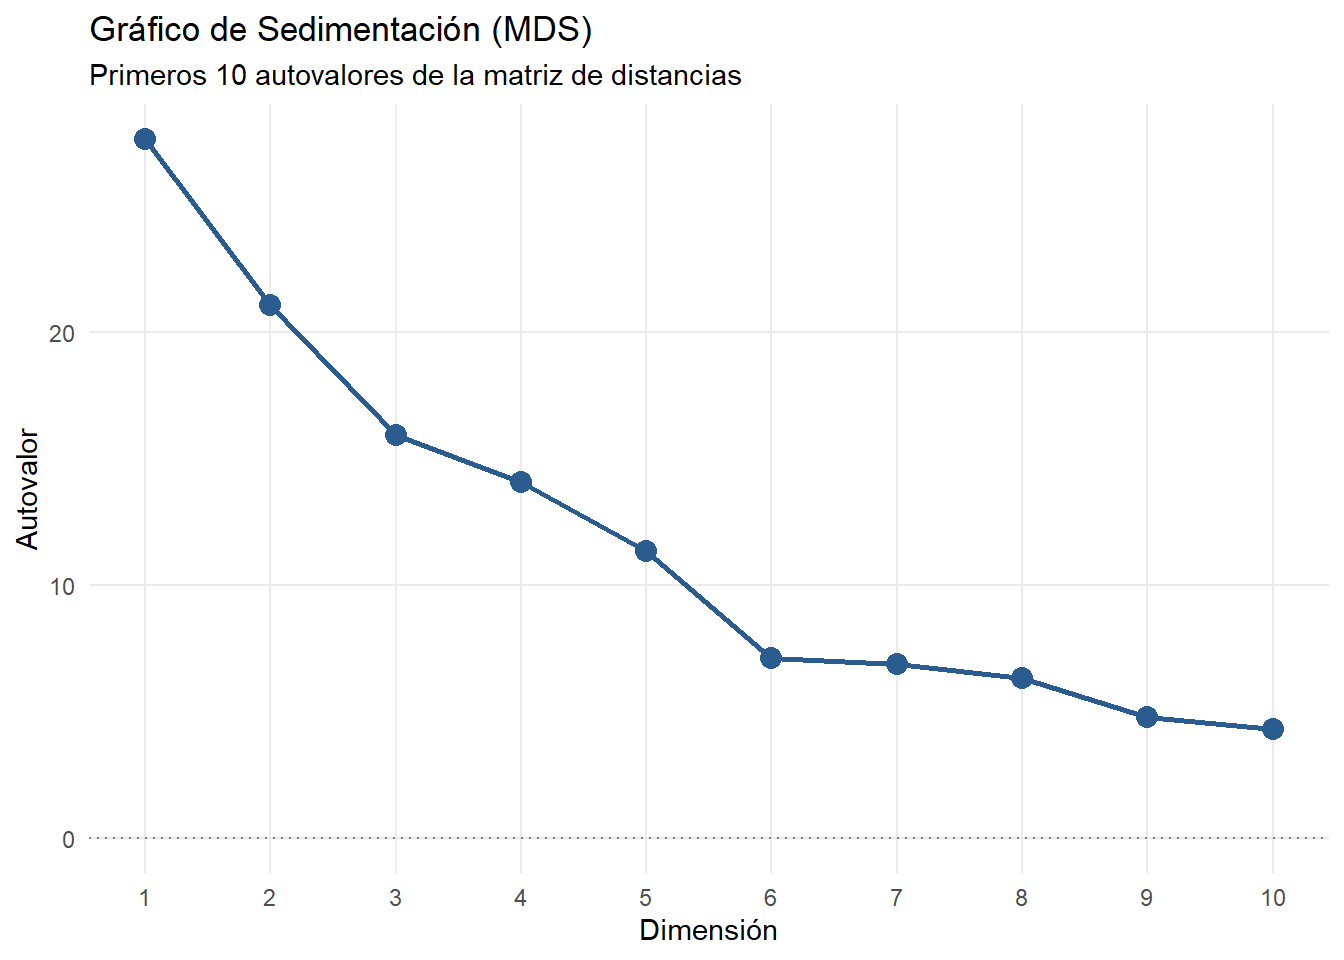 Gráfico de Sedimentación (MDS)
Primeros 10 autovalores de la matriz de distancias
Autovalor
20
10
0
1 2 3 4 5 6 7 8 9 10
Dimensión